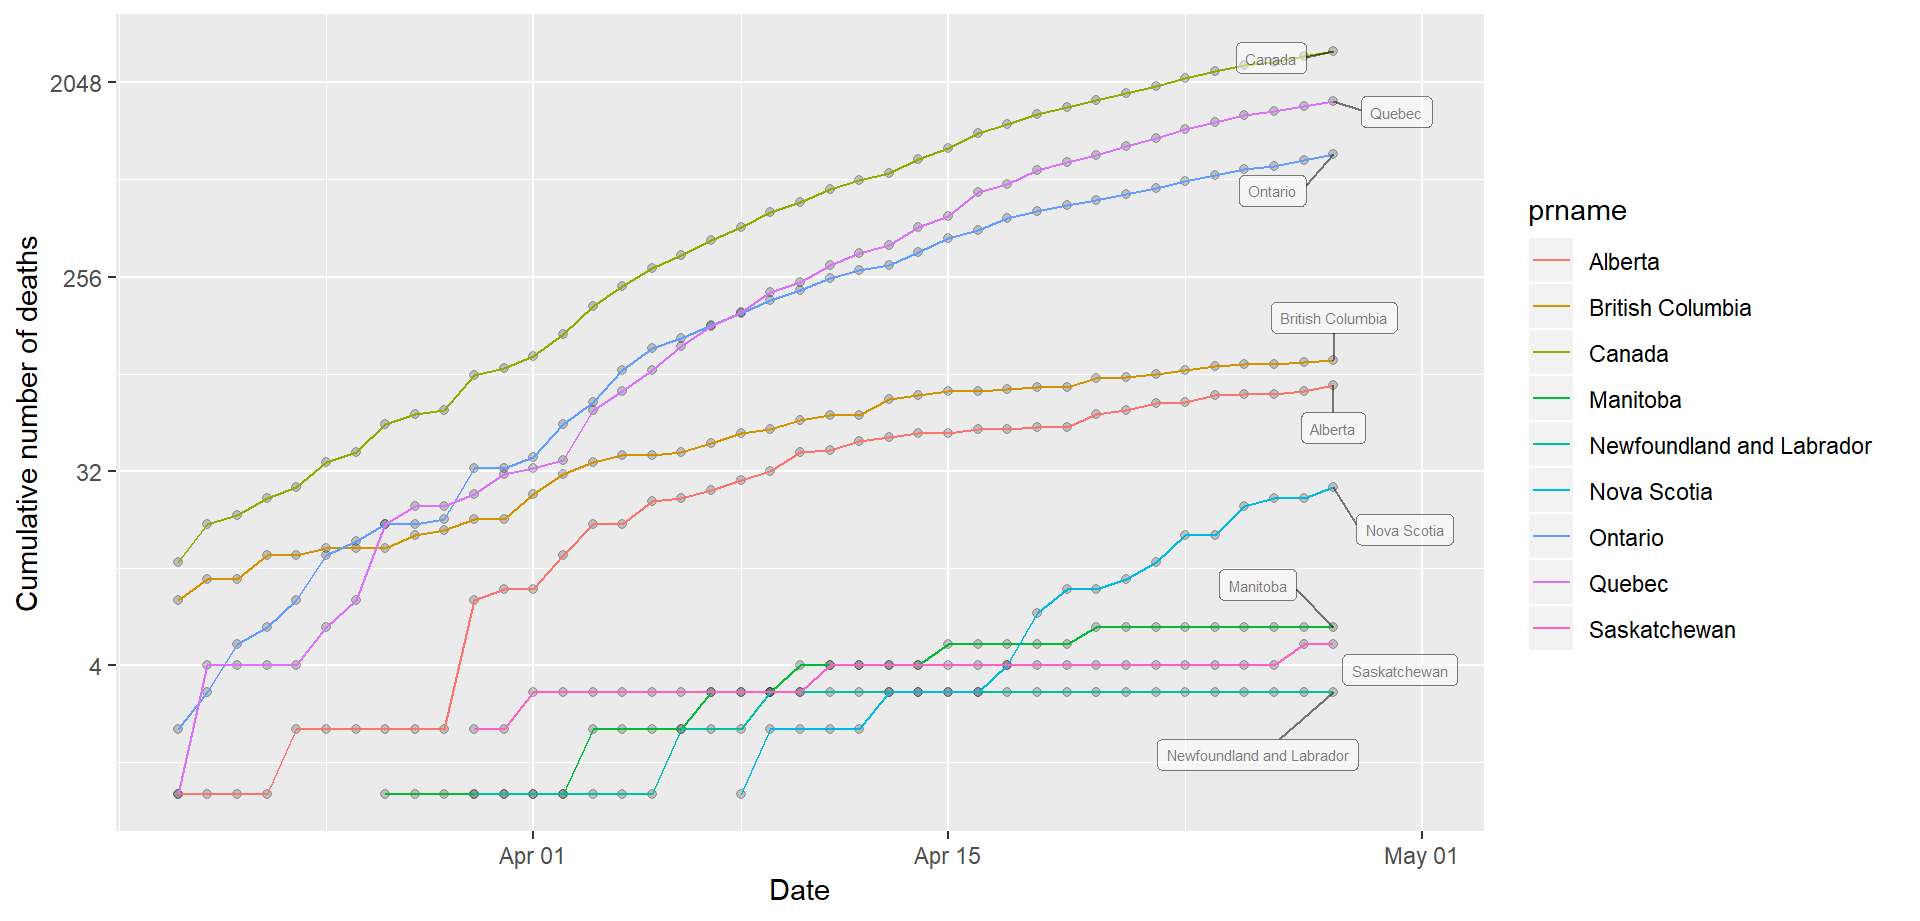 Cumulative number of deaths
2048
256
32
4
Canada
Quebec
Ontario
British Columbia
Alberta
Nova Scotia
Manitoba
Saskatchewan
Newfoundland and Labrador
Apr 01
Apr 15
May 01
Date
prname
Alberta
British Columbia
Canada
Manitoba
Newfoundland and Labrador
Nova Scotia
Ontario
Quebec
Saskatchewan